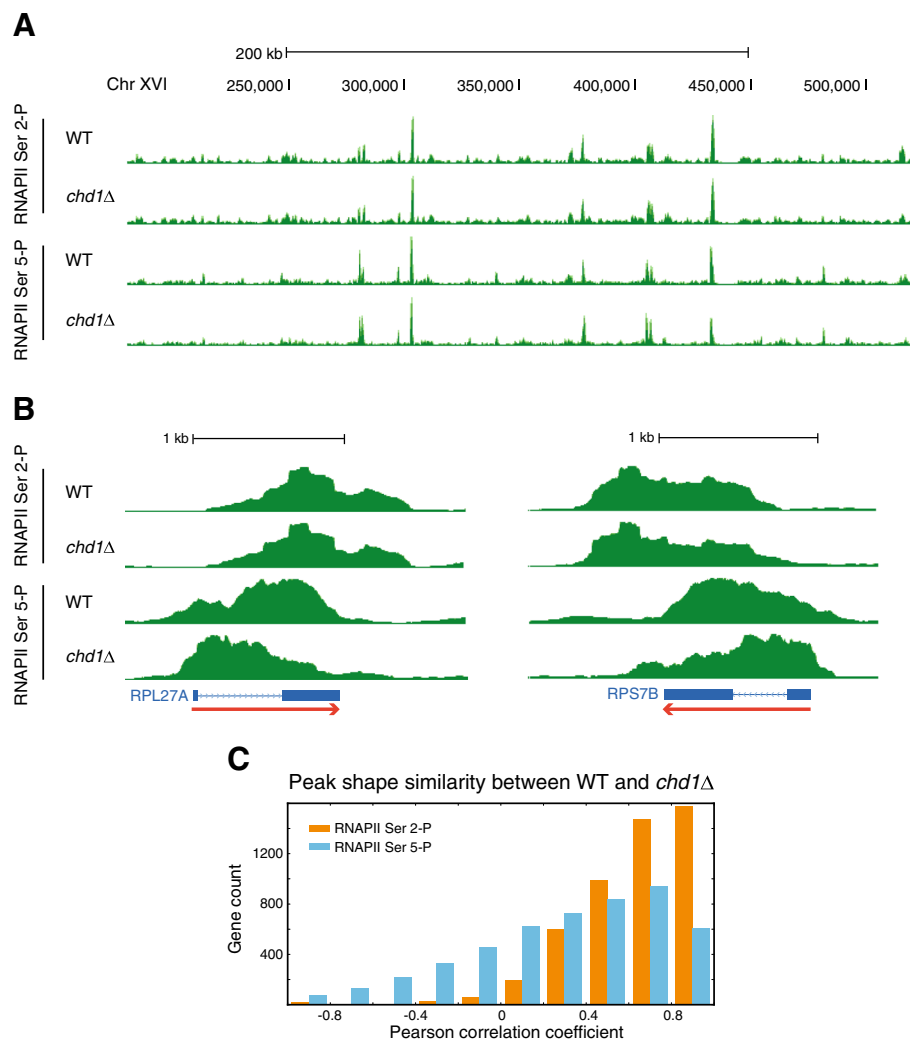 A
200 kb
Chr XVI 250,000 300,000 350,000 400,000 450,000 500,000
RNAPII Ser 2-P
WT
chd1Δ
RNAPII Ser 5-P
WT
chd1Δ
B
1 kb 1 kb
RNAPII Ser 2-P
WT
chd1Δ
RNAPII Ser 5-P
WT
chd1Δ
RPL27A RPS7B
C
Peak shape similarity between WT and chd1Δ
RNAPII Ser 2-P
RNAPII Ser 5-P
Gene count
1200
800
400
-0.8 -0.4 0 0.4 0.8
Pearson correlation coefficient